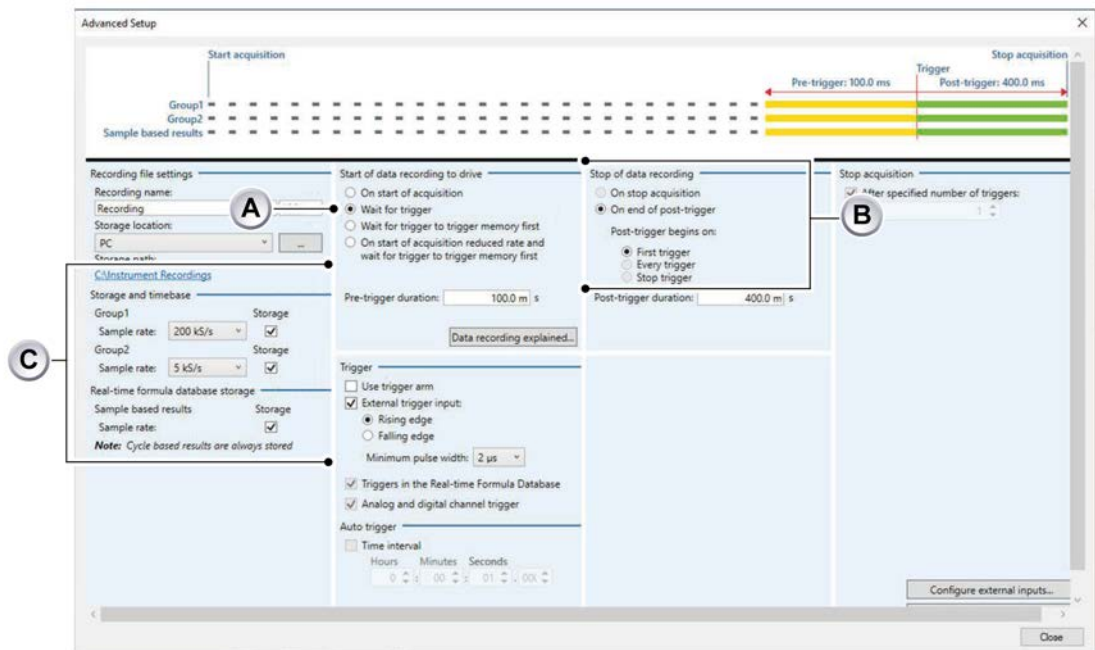 Advanced Setup
Start acquisition
Stop acquisition
Trigger
Pre-trigger: 100.0 ms
Post-trigger: 400.0 ms
Group1
Group2
Sample based results
Recording file settings
Recording name:
Recording
Storage location:
PC
...
Storage path:
C:\Instrument Recordings
Storage and timebase
Group1
Storage
Sample rate:
200 kS/s
Group2
Storage
Sample rate:
5 kS/s
Real-time formula database storage
Sample based results
Storage
Sample rate:
Note: Cycle based results are always stored
Start of data recording to drive
On start of acquisition
Wait for trigger
Wait for trigger to trigger memory first
On start of acquisition reduced rate and
wait for trigger to trigger memory first
Pre-trigger duration:
100.0 m s
Data recording explained...
Trigger
Use trigger arm
External trigger input:
Rising edge
Falling edge
Minimum pulse width:
2 µs
Triggers in the Real-time Formula Database
Analog and digital channel trigger
Auto trigger
Time interval
Hours Minutes Seconds
0 : 00 : 01 .
Stop of data recording
On stop acquisition
On end of post-trigger
Post-trigger begins on:
First trigger
Every trigger
Stop trigger
Post-trigger duration:
400.0 m s
Stop acquisition
After specified number of triggers:
1
Configure external inputs...
Close
A
B
C